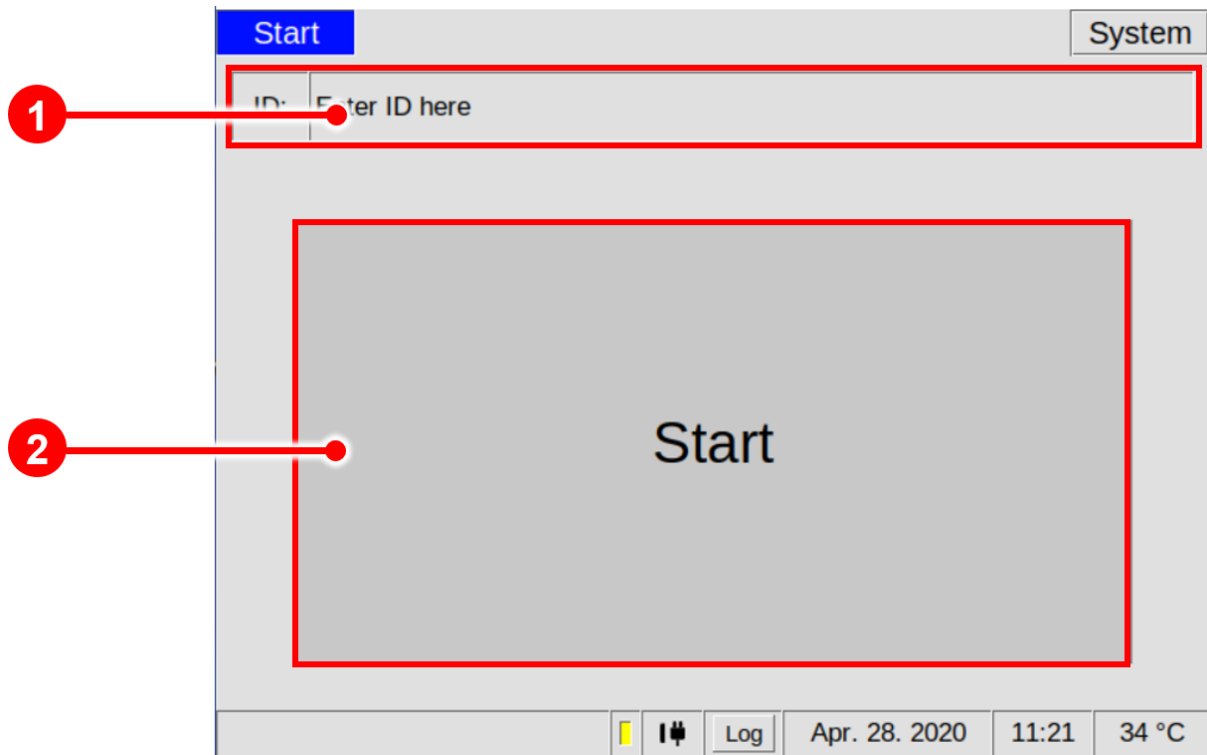 Start
System
1
ID:
Enter ID here
2
Start
Log
Apr. 28. 2020
11:21
34 °C